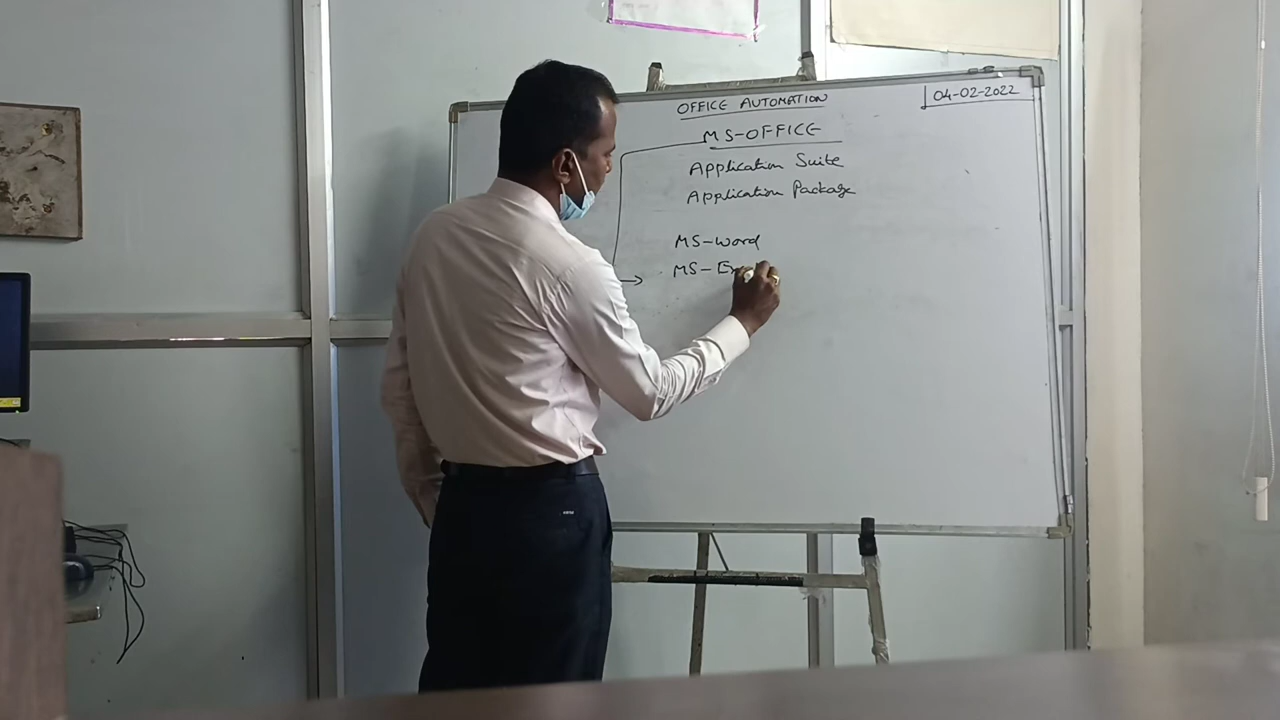 OFFICE AUTOMATION
04-02-2022
MS-OFFICE
Application Suite
Application Package
MS-Word
MS-Ex